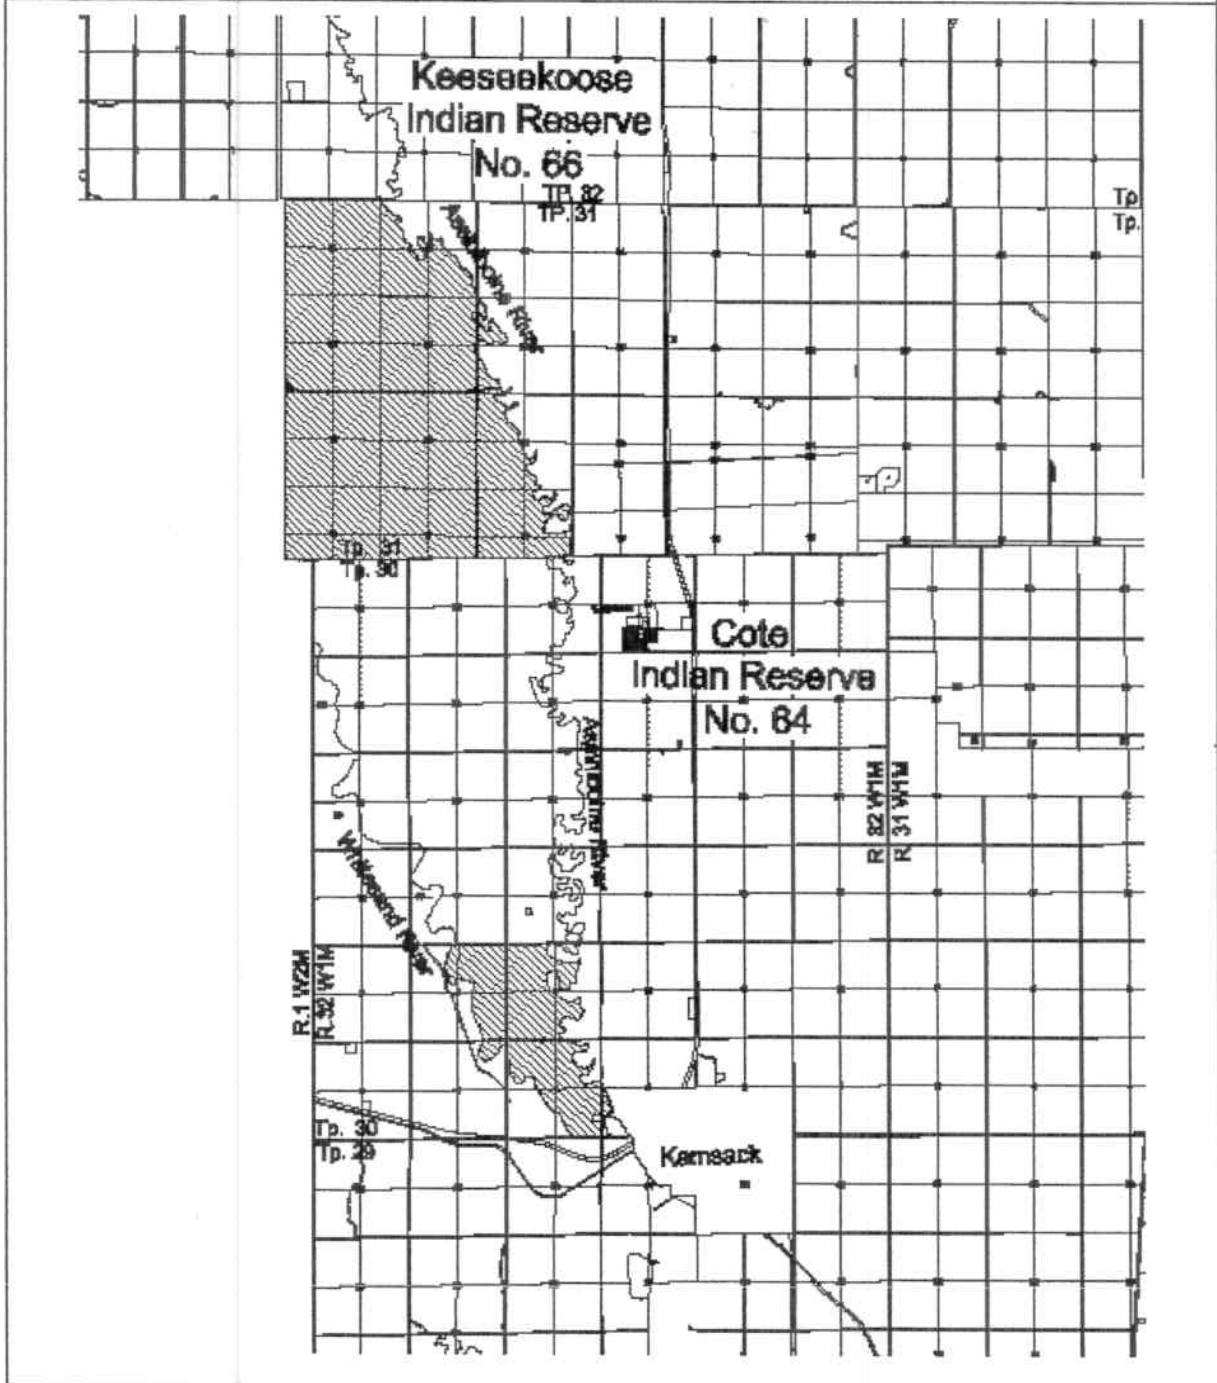 Keeseekoose
Indian Reserve
No. 66
TP. 32
TP. 31
Tp
Tp.
Assiniboine River
Tp. 31
Tp. 30
Cote
Indian Reserve
No. 64
Assiniboine River
R. 32 W1M
R. 31 W1M
Whitesand River
R.1 W2M
R.32 W1M
Tp. 30
Tp. 29
Kamsack